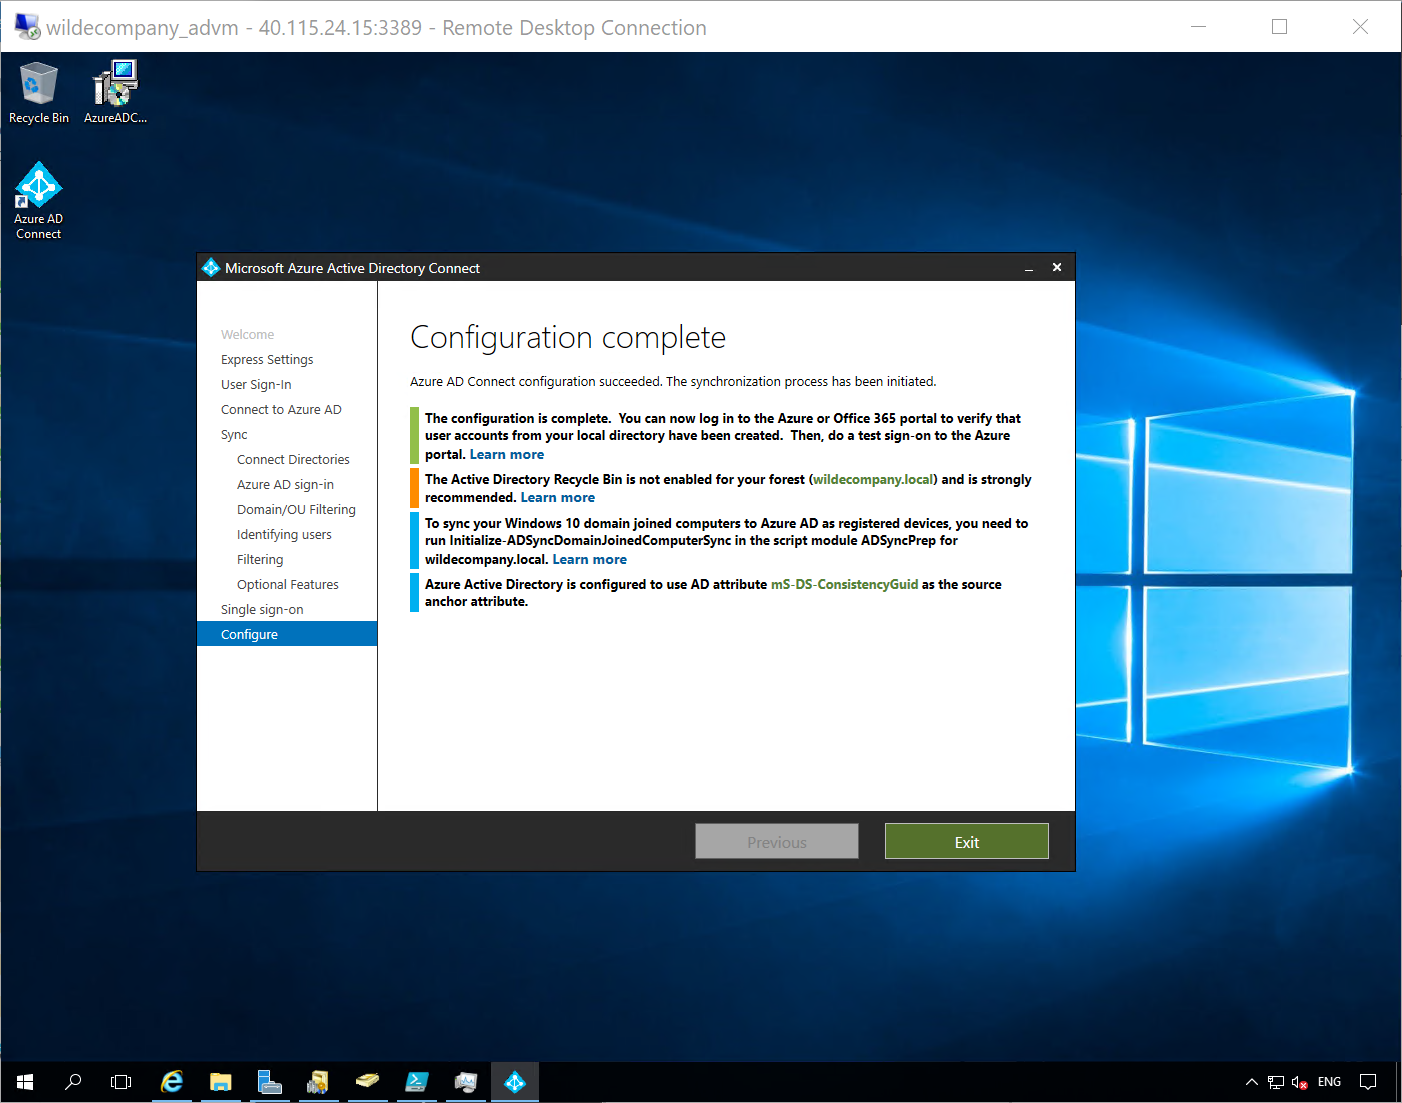 wildecompany_advm - 40.115.24.15:3389 - Remote Desktop Connection
Recycle Bin
AzureADC...
Azure AD
Connect
Microsoft Azure Active Directory Connect
Welcome
Express Settings
User Sign-In
Connect to Azure AD
Sync
Connect Directories
Azure AD sign-in
Domain/OU Filtering
Identifying users
Filtering
Optional Features
Single sign-on
Configure
Configuration complete
Azure AD Connect configuration succeeded. The synchronization process has been initiated.
The configuration is complete.  You can now log in to the Azure or Office 365 portal to verify that
user accounts from your local directory have been created.  Then, do a test sign-on to the Azure
portal. Learn more
The Active Directory Recycle Bin is not enabled for your forest (wildecompany.local) and is strongly
recommended. Learn more
To sync your Windows 10 domain joined computers to Azure AD as registered devices, you need to
run Initialize-ADSyncDomainJoinedComputerSync in the script module ADSyncPrep for
wildecompany.local. Learn more
Azure Active Directory is configured to use AD attribute mS-DS-ConsistencyGuid as the source
anchor attribute.
Previous
Exit
ENG